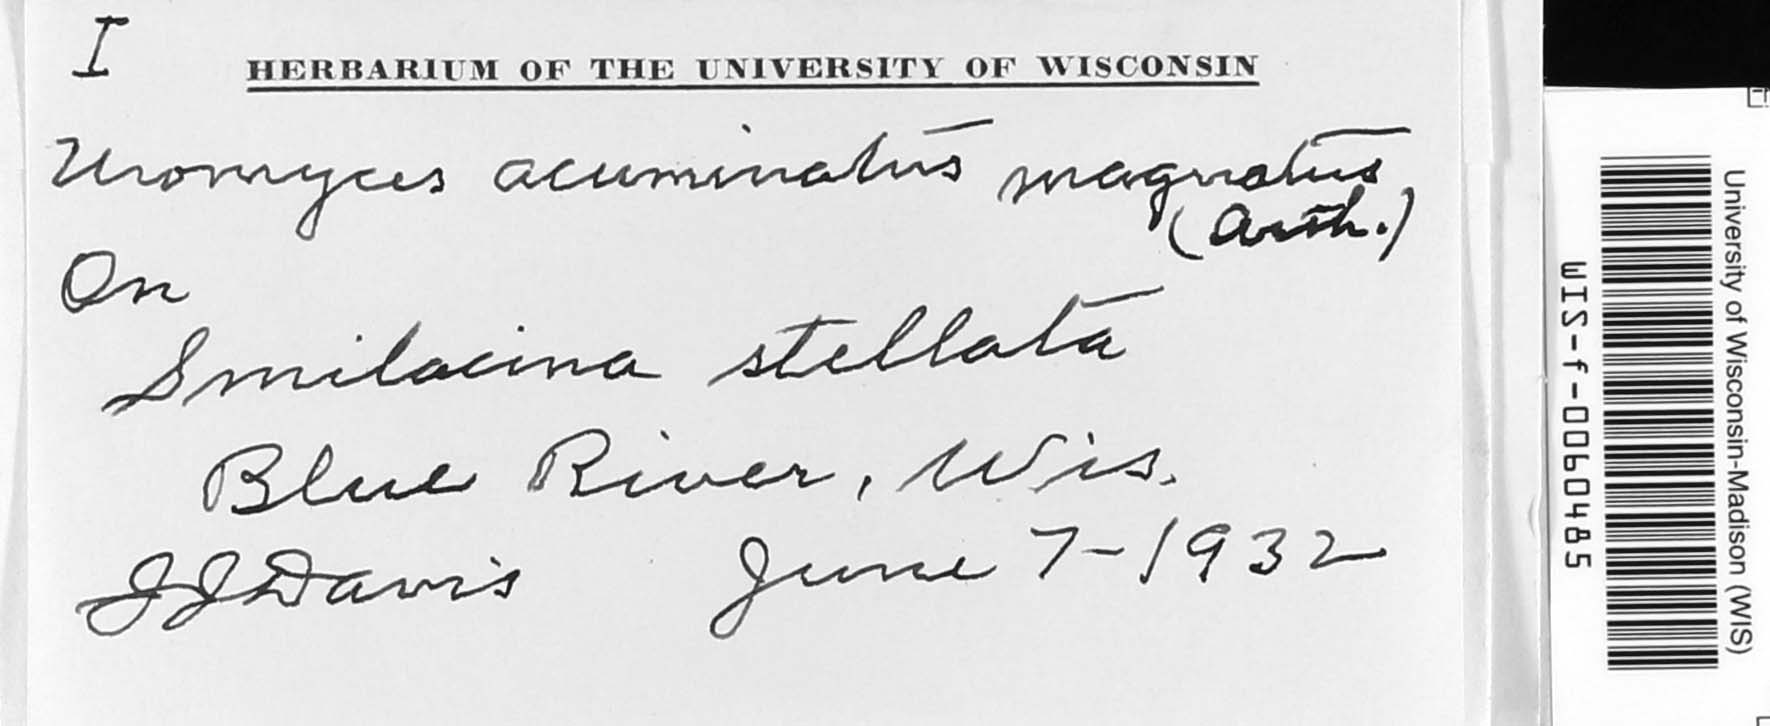 I
HERBARIUM OF THE UNIVERSITY OF WISCONSIN
Uromyces acuminatus magnatus
(Arth.)
On
Smilacina stellata
Blue River, Wis.
JJDavis June 7-1932
WIS-f-0060485
University of Wisconsin-Madison (WIS)